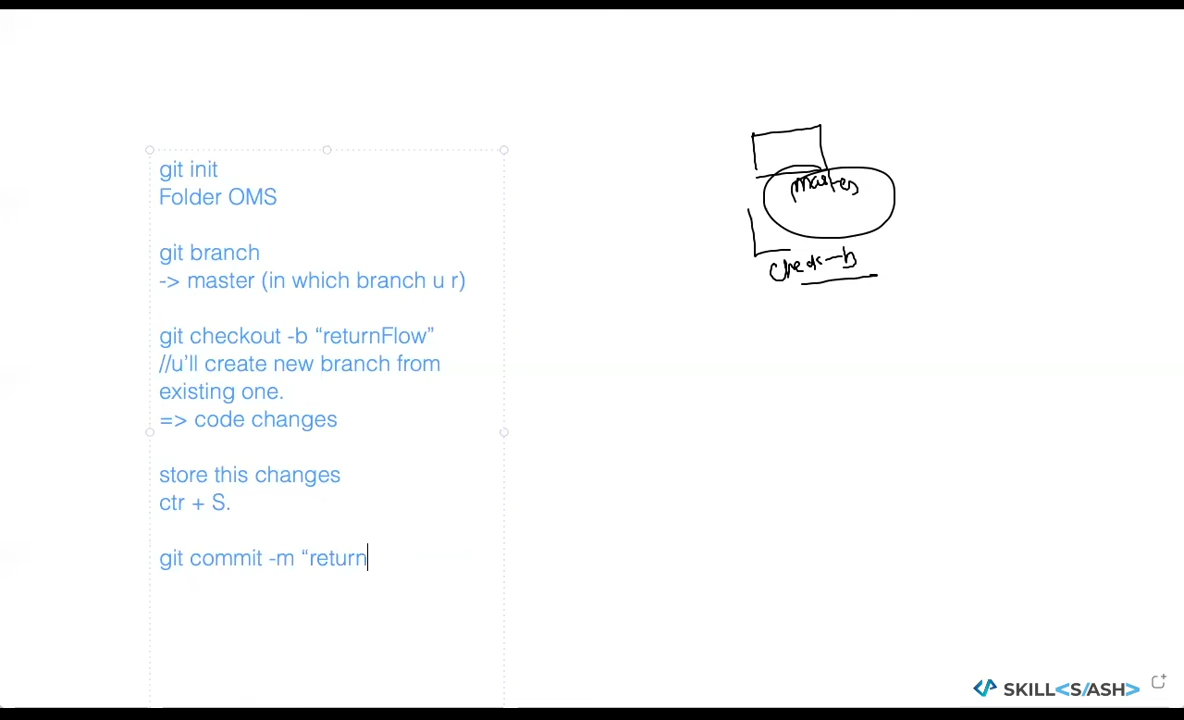 git init
Folder OMS
git branch
-> master (in which branch u r)
git checkout -b “returnFlow”
//u’ll create new branch from
existing one.
=> code changes
store this changes
ctr + S.
git commit -m “return
master
check-b
SKILL<S/ASH>